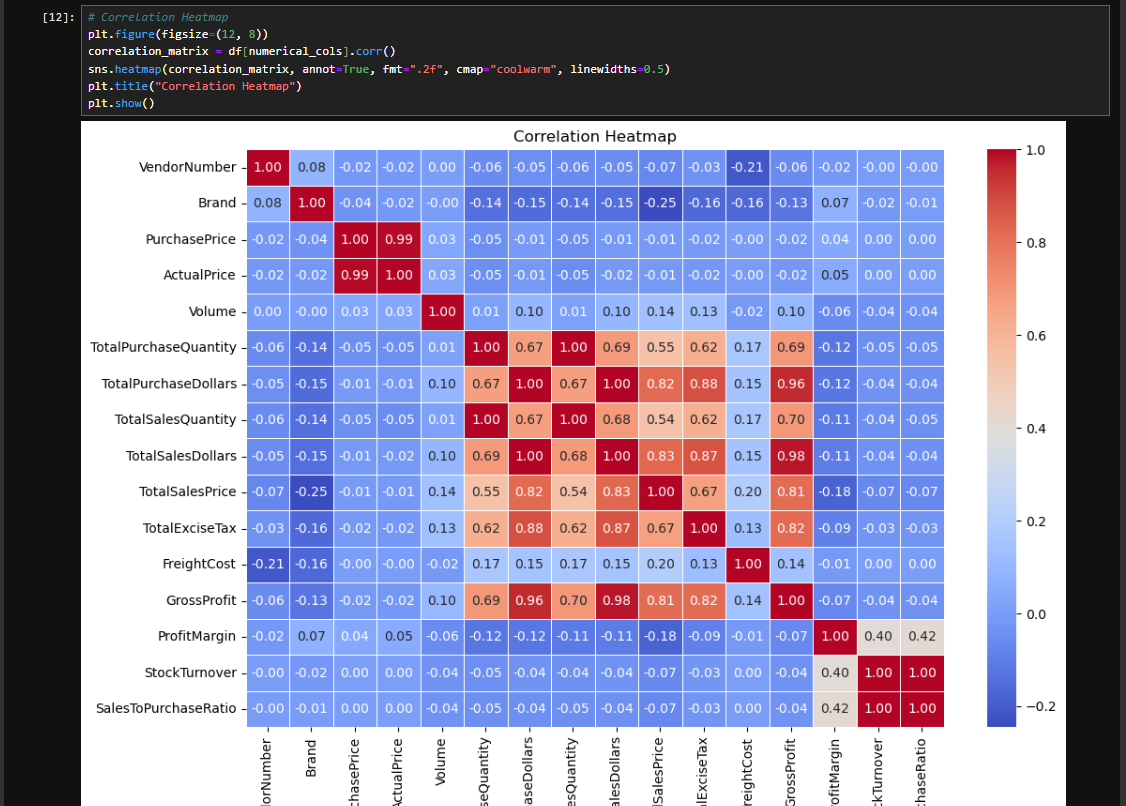 [12]: # Correlation Heatmap
plt.figure(figsize=(12, 8))
correlation_matrix = df[numerical_cols].corr()
sns.heatmap(correlation_matrix, annot=True, fmt=".2f", cmap="coolwarm", linewidths=0.5)
plt.title("Correlation Heatmap")
plt.show()
Correlation Heatmap
VendorNumber 1.00 0.08 -0.02 -0.02 0.00 -0.06 -0.05 -0.06 -0.05 -0.07 -0.03 -0.21 -0.06 -0.02 -0.00 -0.00
Brand 0.08 1.00 -0.04 -0.02 -0.00 -0.14 -0.15 -0.14 -0.15 -0.25 -0.16 -0.16 -0.13 0.07 -0.02 -0.01
PurchasePrice -0.02 -0.04 1.00 0.99 0.03 -0.05 -0.01 -0.05 -0.01 -0.01 -0.02 -0.00 -0.02 0.04 0.00 0.00
ActualPrice -0.02 -0.02 0.99 1.00 0.03 -0.05 -0.01 -0.05 -0.02 -0.01 -0.02 -0.00 -0.02 0.05 0.00 0.00
Volume 0.00 -0.00 0.03 0.03 1.00 0.01 0.10 0.01 0.10 0.14 0.13 -0.02 0.10 -0.06 -0.04 -0.04
TotalPurchaseQuantity -0.06 -0.14 -0.05 -0.05 0.01 1.00 0.67 1.00 0.69 0.55 0.62 0.17 0.69 -0.12 -0.05 -0.05
TotalPurchaseDollars -0.05 -0.15 -0.01 -0.01 0.10 0.67 1.00 0.67 1.00 0.82 0.88 0.15 0.96 -0.12 -0.04 -0.04
TotalSalesQuantity -0.06 -0.14 -0.05 -0.05 0.01 1.00 0.67 1.00 0.68 0.54 0.62 0.17 0.70 -0.11 -0.04 -0.05
TotalSalesDollars -0.05 -0.15 -0.01 -0.02 0.10 0.69 1.00 0.68 1.00 0.83 0.87 0.15 0.98 -0.11 -0.04 -0.04
TotalSalesPrice -0.07 -0.25 -0.01 -0.01 0.14 0.55 0.82 0.54 0.83 1.00 0.67 0.20 0.81 -0.18 -0.07 -0.07
TotalExciseTax -0.03 -0.16 -0.02 -0.02 0.13 0.62 0.88 0.62 0.87 0.67 1.00 0.13 0.82 -0.09 -0.03 -0.03
FreightCost -0.21 -0.16 -0.00 -0.00 -0.02 0.17 0.15 0.17 0.15 0.20 0.13 1.00 0.14 -0.01 0.00 0.00
GrossProfit -0.06 -0.13 -0.02 -0.02 0.10 0.69 0.96 0.70 0.98 0.81 0.82 0.14 1.00 -0.07 -0.04 -0.04
ProfitMargin -0.02 0.07 0.04 0.05 -0.06 -0.12 -0.12 -0.11 -0.11 -0.18 -0.09 -0.01 -0.07 1.00 0.40 0.42
StockTurnover -0.00 -0.02 0.00 0.00 -0.04 -0.05 -0.04 -0.04 -0.04 -0.07 -0.03 0.00 -0.04 0.40 1.00 1.00
SalesToPurchaseRatio -0.00 -0.01 0.00 0.00 -0.04 -0.05 -0.04 -0.05 -0.04 -0.07 -0.03 0.00 -0.04 0.42 1.00 1.00
orNumber
Brand
chasePrice
ActualPrice
Volume
seQuantity
aseDollars
esQuantity
alesDollars
lSalesPrice
lExciseTax
reightCost
GrossProfit
ofitMargin
kTurnover
haseRatio
1.0
0.8
0.6
0.4
0.2
0.0
-0.2